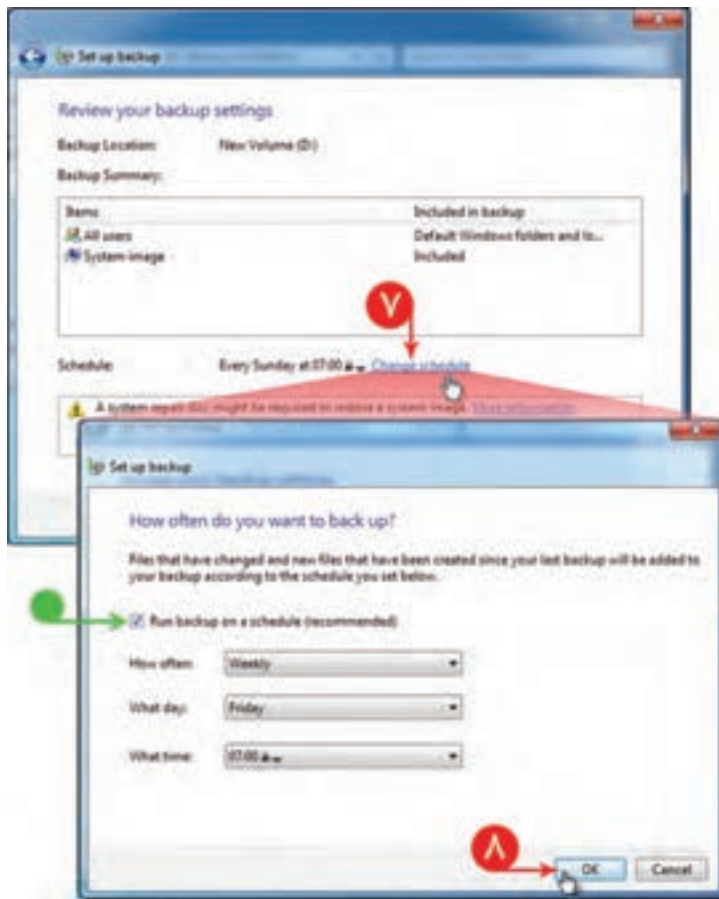 Set up backup
Review your backup settings
Backup Location: New Volume (D:)
Backup Summary:
Items Included in backup
All users Default Windows folders and lo...
System image Included
۷
Schedule: Every Sunday at 07:00 Change schedule
A system repair disc might be required to restore a system image. More information
Set up backup
How often do you want to back up?
Files that have changed and new files that have been created since your last backup will be added to
your backup according to the schedule you set below.
Run backup on a schedule (recommended)
How often: Weekly
What day: Friday
What time: 07:00
۸
OK Cancel